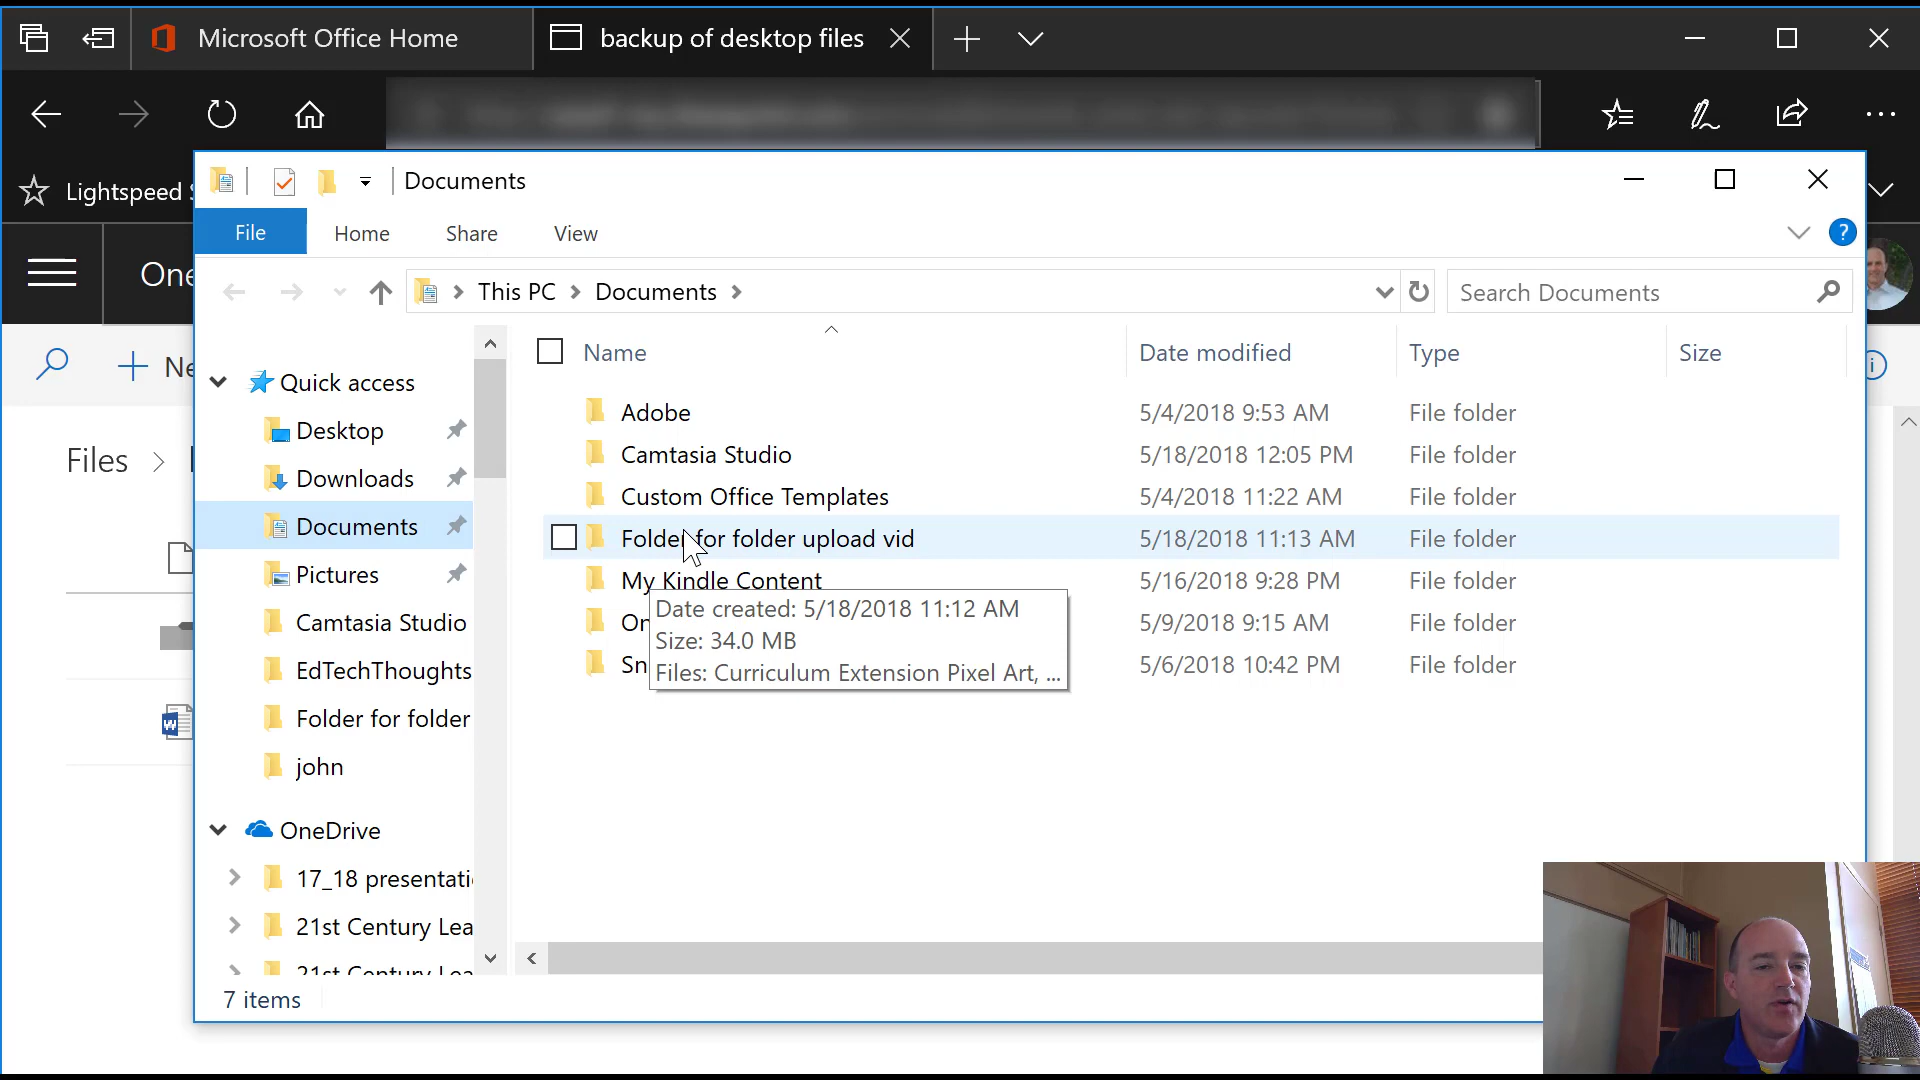 Microsoft Office Home
backup of desktop files
Lightspeed
Documents
File
Home
Share
View
?
This PC
Documents
Search Documents
Name
Date modified
Type
Size
Quick access
Desktop
Downloads
Documents
Pictures
Camtasia Studio
EdTechThoughts
Folder for folder
john
OneDrive
17_18 presentati
21st Century Lea
21st Century Lea
Adobe 5/4/2018 9:53 AM File folder
Camtasia Studio 5/18/2018 12:05 PM File folder
Custom Office Templates 5/4/2018 11:22 AM File folder
Folder for folder upload vid 5/18/2018 11:13 AM File folder
My Kindle Content 5/16/2018 9:28 PM File folder
On 5/9/2018 9:15 AM File folder
Sn 5/6/2018 10:42 PM File folder
Date created: 5/18/2018 11:12 AM
Size: 34.0 MB
Files: Curriculum Extension Pixel Art, ...
7 items
One
Ne
Files